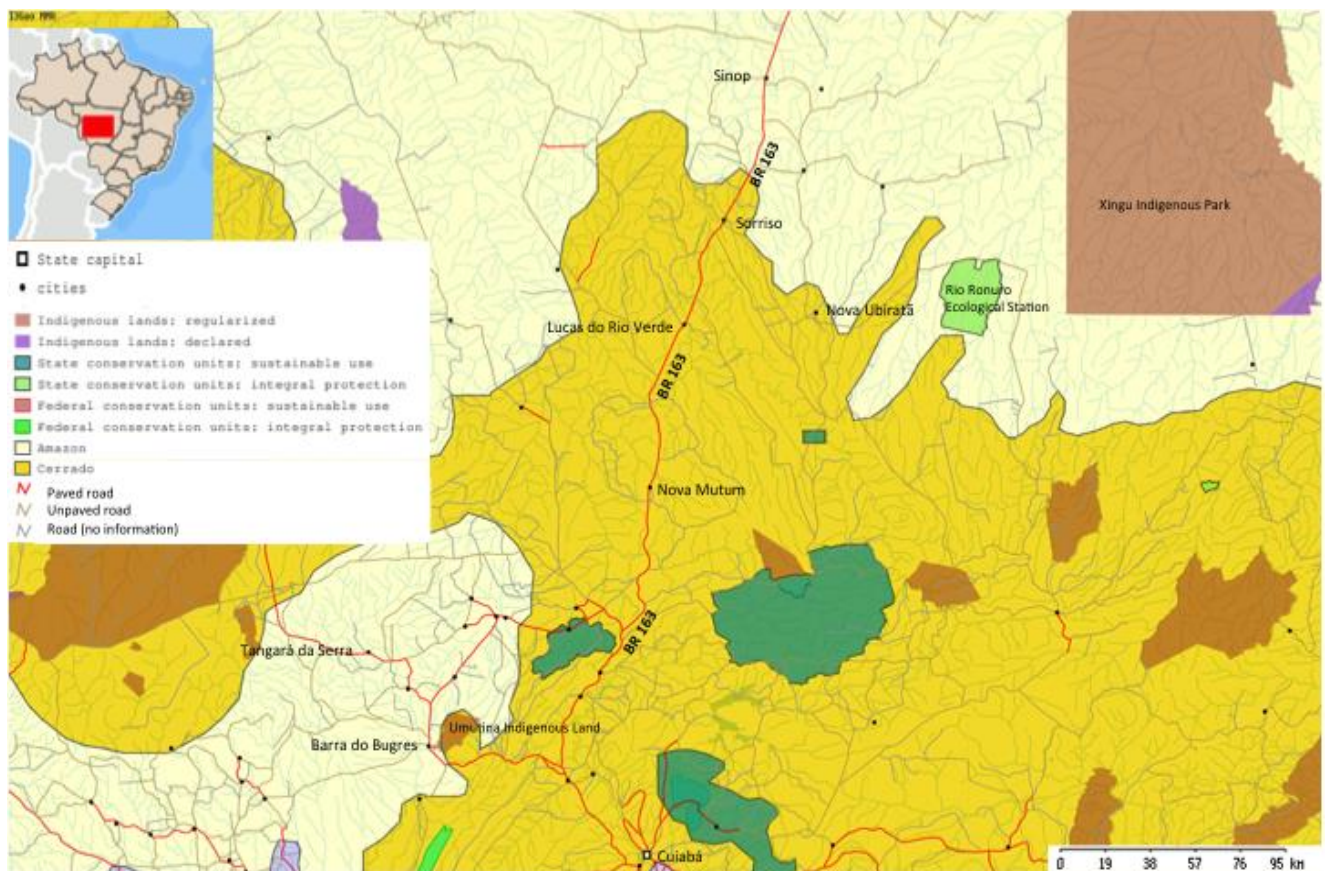 Sinop
BR 163
Xingu Indigenous Park
Sorriso
State capital
cities
Indigenous lands: regularized
Indigenous lands: declared
State conservation units: sustainable use
State conservation units: integral protection
Federal conservation units: sustainable use
Federal conservation units: integral protection
Amazon
Cerrado
Paved road
Unpaved road
Road (no information)
Rio Ronuro
Ecological Station
Nova Ubiratã
Lucas do Rio Verde
BR 163
Nova Mutum
BR 163
Tangará da Serra
Umutina Indigenous Land
Barra do Bugres
Cuiabá
0 19 38 57 76 95 km